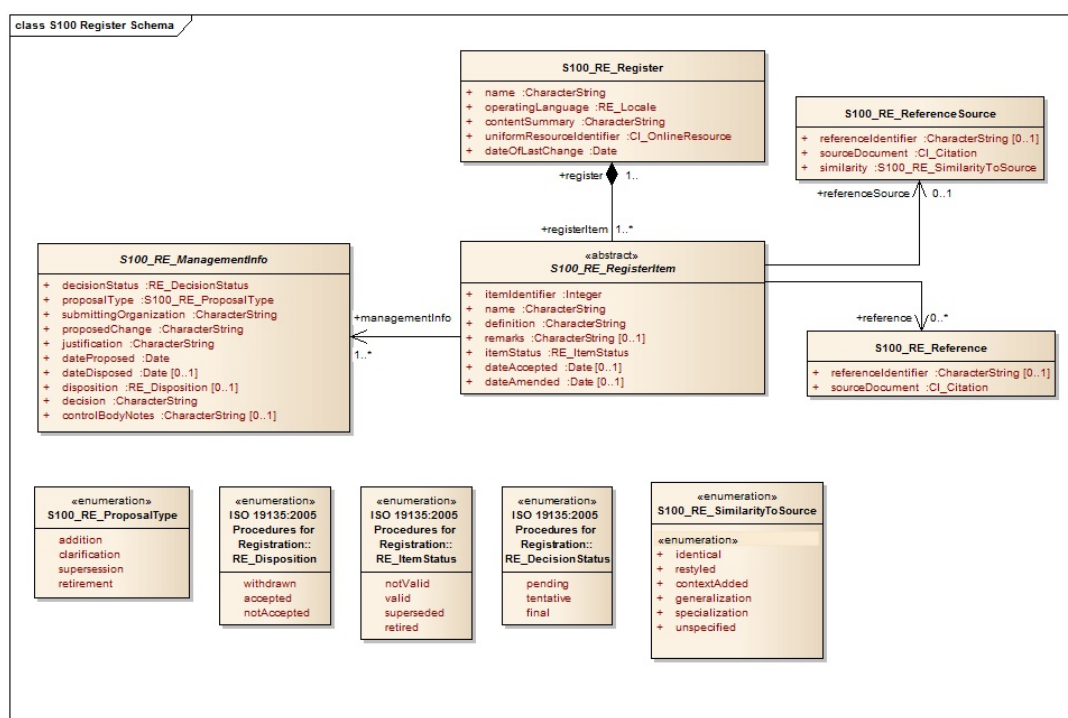 class S100 Register Schema
S100_RE_Register
+ name :CharacterString
+ operatingLanguage :RE_Locale
+ contentSummary :CharacterString
+ uniformResourceIdentifier :CI_OnlineResource
+ dateOfLastChange :Date
+register 1..
+registerItem 1..*
S100_RE_ReferenceSource
+ referenceIdentifier :CharacterString [0..1]
+ sourceDocument :CI_Citation
+ similarity :S100_RE_SimilarityToSource
+referenceSource 0..1
S100_RE_ManagementInfo
+ decisionStatus :RE_DecisionStatus
+ proposalType :S100_RE_ProposalType
+ submittingOrganization :CharacterString
+ proposedChange :CharacterString
+ justification :CharacterString
+ dateProposed :Date
+ dateDisposed :Date [0..1]
+ disposition :RE_Disposition [0..1]
+ decision :CharacterString
+ controlBodyNotes :CharacterString [0..1]
+managementInfo
1..*
«abstract»
S100_RE_RegisterItem
+ itemIdentifier :Integer
+ name :CharacterString
+ definition :CharacterString
+ remarks :CharacterString [0..1]
+ itemStatus :RE_ItemStatus
+ dateAccepted :Date [0..1]
+ dateAmended :Date [0..1]
+reference 0..*
S100_RE_Reference
+ referenceIdentifier :CharacterString [0..1]
+ sourceDocument :CI_Citation
«enumeration»
S100_RE_ProposalType
addition
clarification
supersession
retirement
«enumeration»
ISO 19135:2005
Procedures for
Registration::
RE_Disposition
withdrawn
accepted
notAccepted
«enumeration»
ISO 19135:2005
Procedures for
Registration::
RE_ItemStatus
notValid
valid
superseded
retired
«enumeration»
ISO 19135:2005
Procedures for
Registration::
RE_DecisionStatus
pending
tentative
final
«enumeration»
S100_RE_SimilarityToSource
«enumeration»
+ identical
+ restyled
+ contextAdded
+ generalization
+ specialization
+ unspecified